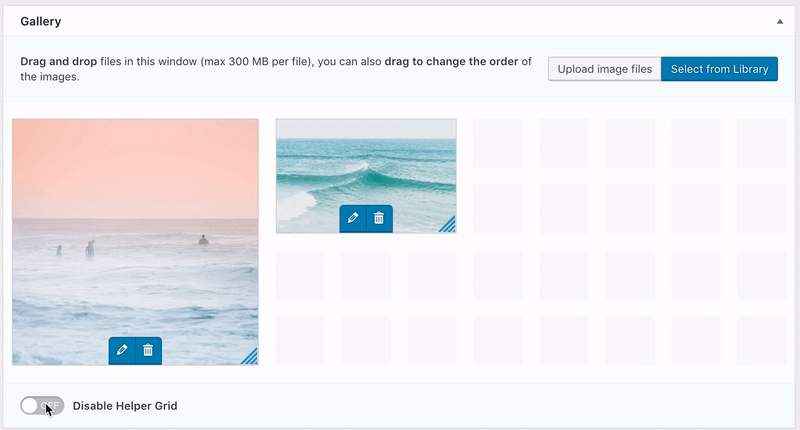 Gallery
Drag and drop files in this window (max 300 MB per file), you can also drag to change the order of
the images.
Upload image files
Select from Library
OFF
Disable Helper Grid